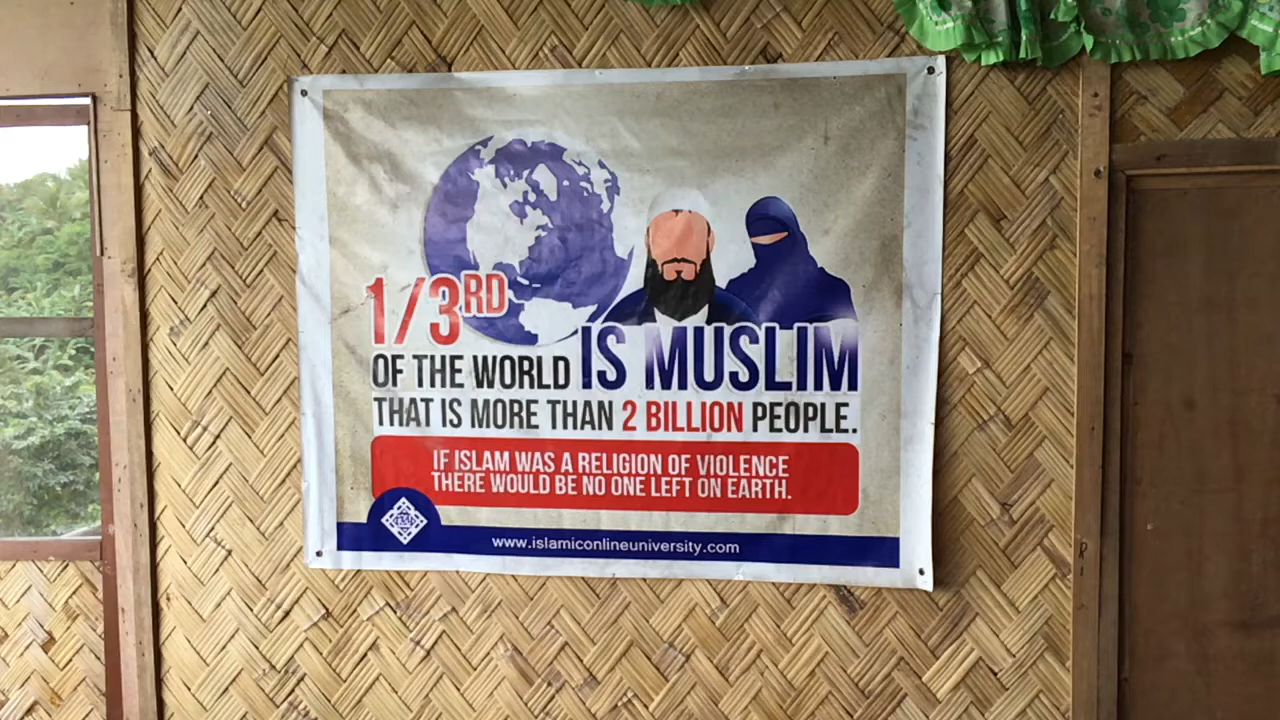 1/3RD
OF THE WORLD IS MUSLIM
THAT IS MORE THAN 2 BILLION PEOPLE.
IF ISLAM WAS A RELIGION OF VIOLENCE
THERE WOULD BE NO ONE LEFT ON EARTH.
www.islamiconlineuniversity.com